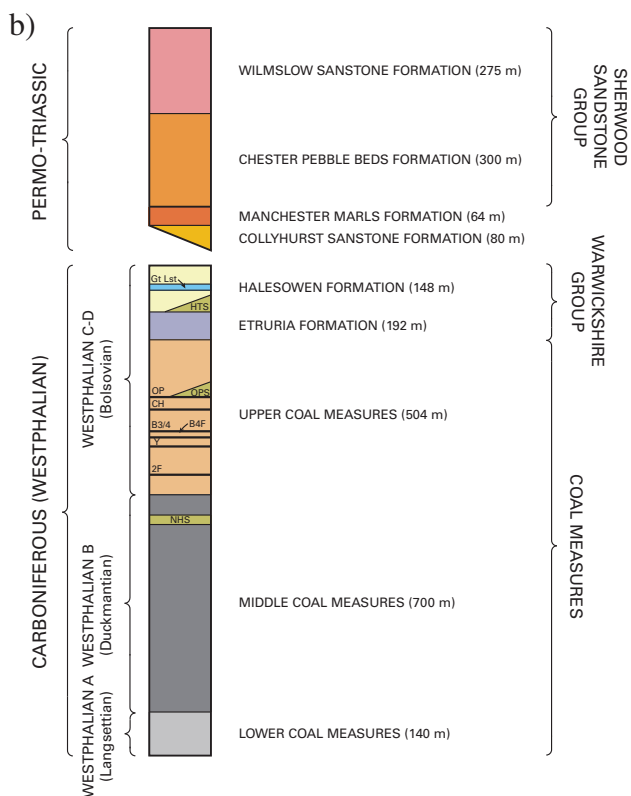 b)
PERMO-TRIASSIC
WILMSLOW SANSTONE FORMATION (275 m)
CHESTER PEBBLE BEDS FORMATION (300 m)
MANCHESTER MARLS FORMATION (64 m)
COLLYHURST SANSTONE FORMATION (80 m)
SHERWOOD
SANDSTONE
GROUP
CARBONIFEROUS (WESTPHALIAN)
WESTPHALIAN C-D
(Bolsovian)
Gt Lst
HTS
HALESOWEN FORMATION (148 m)
ETRURIA FORMATION (192 m)
WARWICKSHIRE
GROUP
OP
OPS
CH
B3/4
B4F
Y
2F
UPPER COAL MEASURES (504 m)
WESTPHALIAN B
(Duckmantian)
NHS
MIDDLE COAL MEASURES (700 m)
WESTPHALIAN A
(Langsettian)
LOWER COAL MEASURES (140 m)
COAL MEASURES